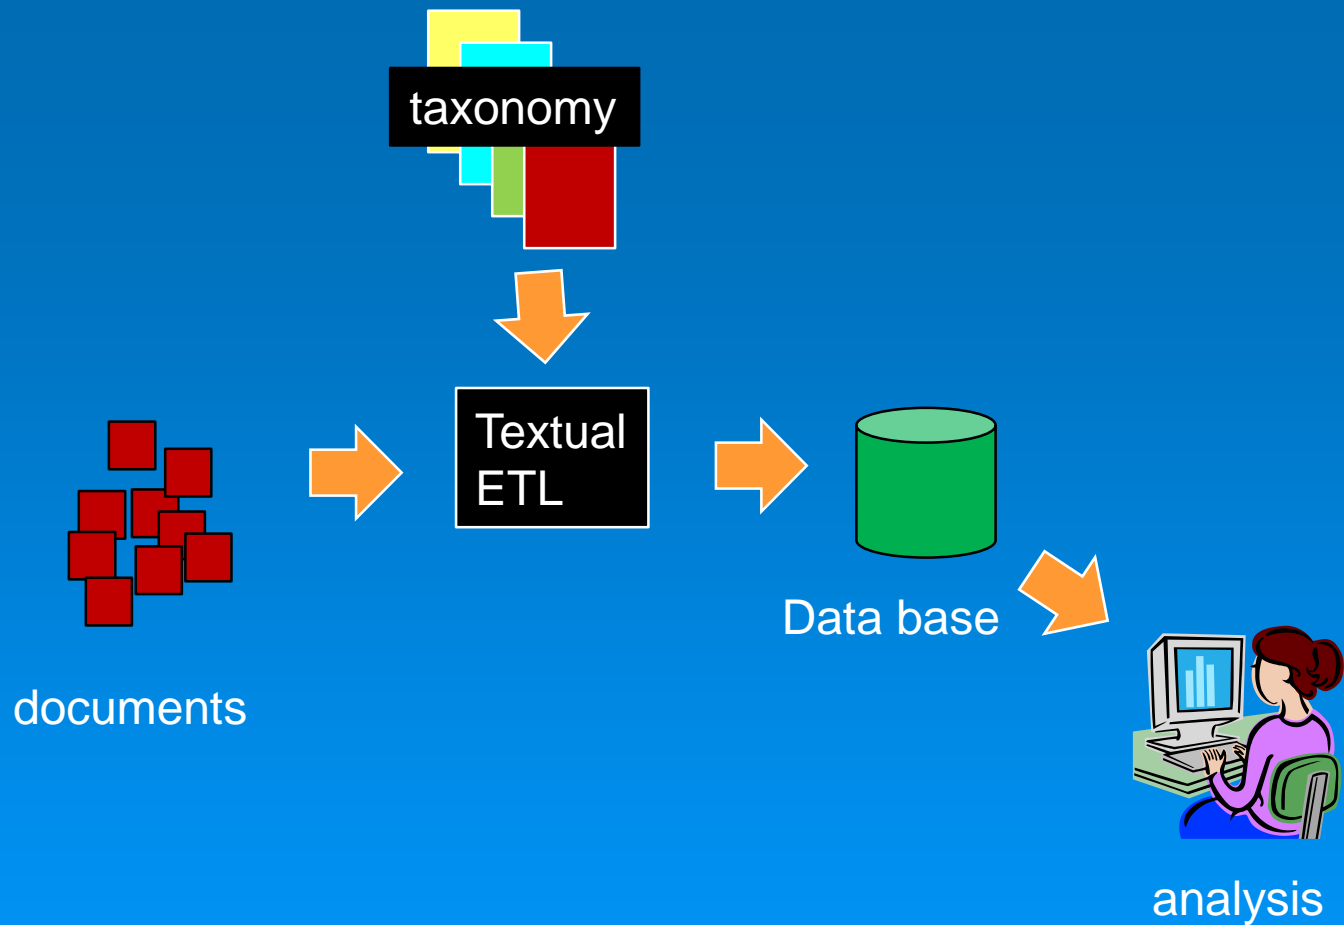 taxonomy
Textual
ETL
Data base
documents
analysis